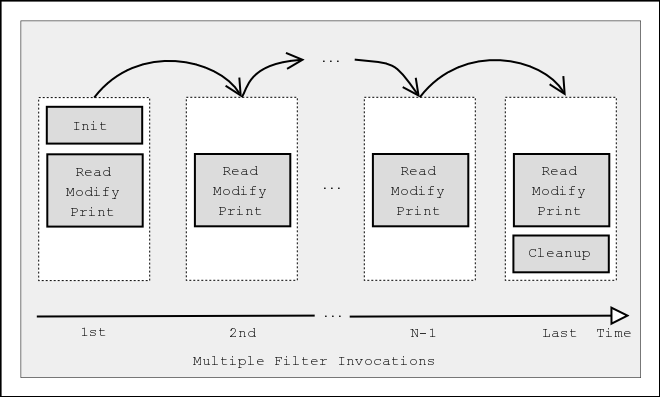 ...
Init
Read
Modify
Print
Read
Modify
Print
...
Read
Modify
Print
Read
Modify
Print
Cleanup
...
1st 2nd N-1 Last Time
Multiple Filter Invocations